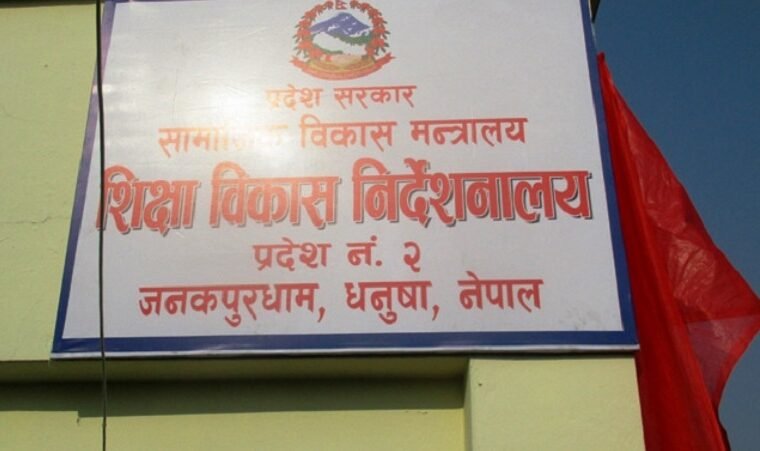 प्रदेश सरकार
सामाजिक विकास मन्त्रालय
शिक्षा विकास निर्देशनालय
प्रदेश नं. २
जनकपुरधाम, धनुषा, नेपाल